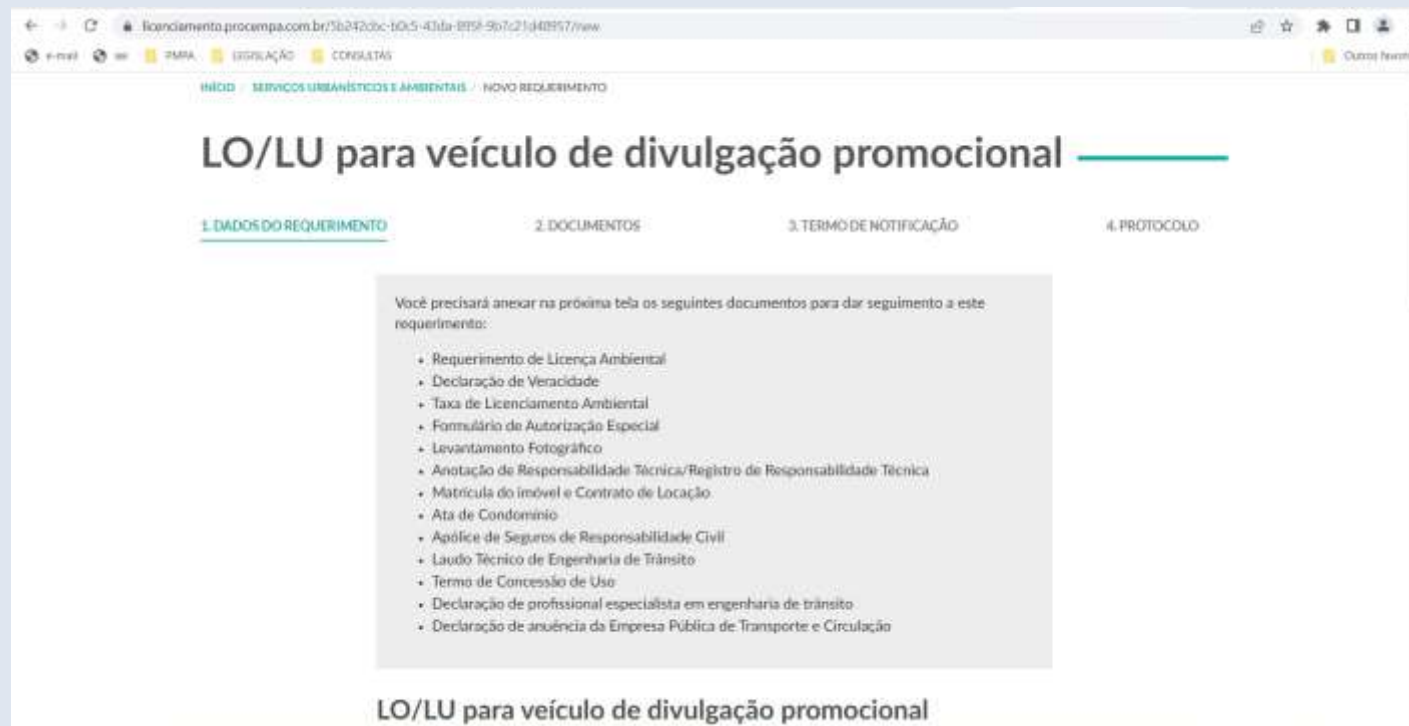 licenciamento.procempa.com.br/
e-mail PMPA LEGISLAÇÃO CONSULTAS
INÍCIO / SERVIÇOS URBANÍSTICOS E AMBIENTAIS / NOVO REQUERIMENTO
LO/LU para veículo de divulgação promocional
1. DADOS DO REQUERIMENTO 2. DOCUMENTOS 3. TERMO DE NOTIFICAÇÃO 4. PROTOCOLO
Você precisará anexar na próxima tela os seguintes documentos para dar seguimento a este
requerimento:
• Requerimento de Licença Ambiental
• Declaração de Veracidade
• Taxa de Licenciamento Ambiental
• Formulário de Autorização Especial
• Levantamento Fotográfico
• Anotação de Responsabilidade Técnica/Registro de Responsabilidade Técnica
• Matrícula do imóvel e Contrato de Locação
• Ata de Condomínio
• Apólice de Seguros de Responsabilidade Civil
• Laudo Técnico de Engenharia de Trânsito
• Termo de Concessão de Uso
• Declaração de profissional especialista em engenharia de trânsito
• Declaração de anuência da Empresa Pública de Transporte e Circulação
LO/LU para veículo de divulgação promocional